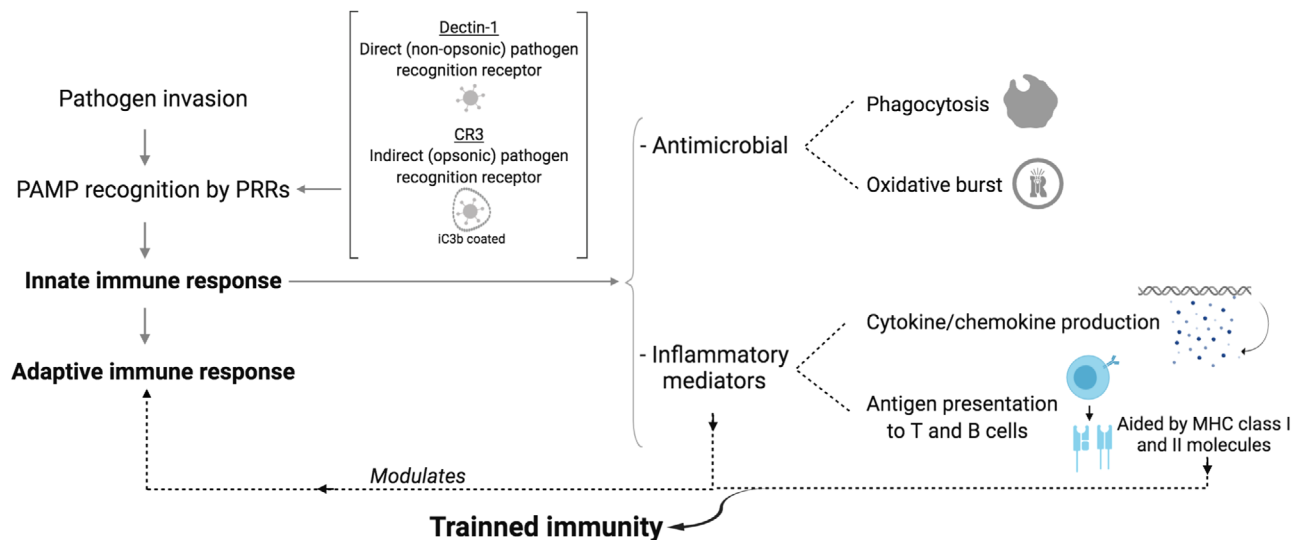 Pathogen invasion
PAMP recognition by PRRs
Innate immune response
Adaptive immune response
Dectin-1
Direct (non-opsonic) pathogen
recognition receptor
CR3
Indirect (opsonic) pathogen
recognition receptor
iC3b coated
- Antimicrobial
Phagocytosis
Oxidative burst
- Inflammatory
mediators
Cytokine/chemokine production
Antigen presentation
to T and B cells
Aided by MHC class I
and II molecules
Modulates
Trainned immunity